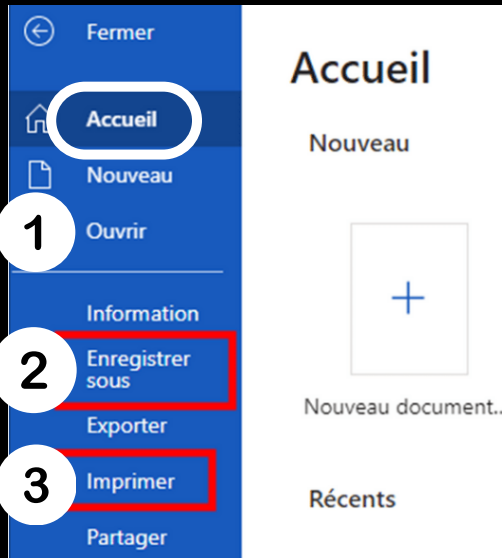 Fermer
Accueil
Nouveau
1
Ouvrir
Information
2
Enregistrer
sous
Exporter
3
Imprimer
Partager
Accueil
Nouveau
Nouveau document..
Récents